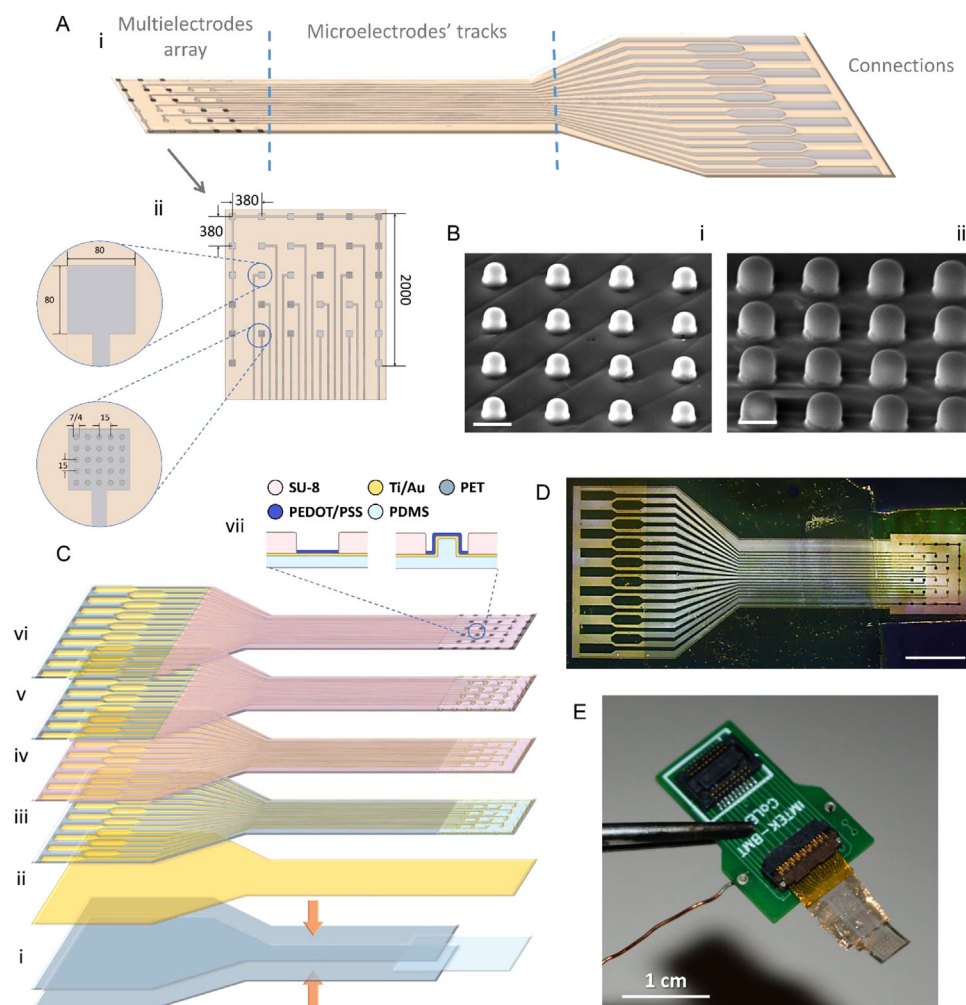 A
i
Multielectrodes
array
Microelectrodes' tracks
Connections
ii
380
380
2000
80
80
7/4
15
15
B
i
ii
SU-8
Ti/Au
PET
PEDOT/PSS
PDMS
vii
C
vi
v
iv
iii
ii
i
D
E
IMTEK-BMT
1 cm